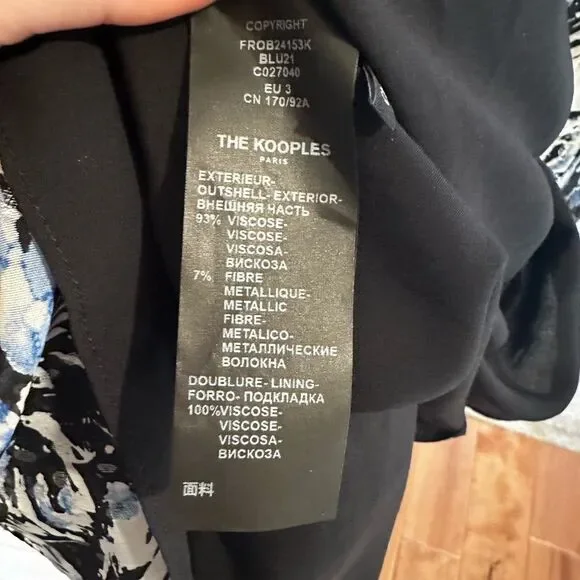 COPYRIGHT
FROB24153K
BLU21
C027040
EU 3
CN 170/92A
THE KOOPLES
PARIS
EXTERIEUR-
OUTSHELL- EXTERIOR-
ВНЕШНЯЯ ЧАСТЬ
93% VISCOSE-
VISCOSE-
VISCOSA-
ВИСКОЗА
7% FIBRE
METALLIQUE-
METALLIC
FIBRE-
METALICO-
МЕТАЛЛИЧЕСКИЕ
ВОЛОКНА
DOUBLURE- LINING-
FORRO- ПОДКЛАДКА
100%VISCOSE-
VISCOSE-
VISCOSA-
ВИСКОЗА
面料